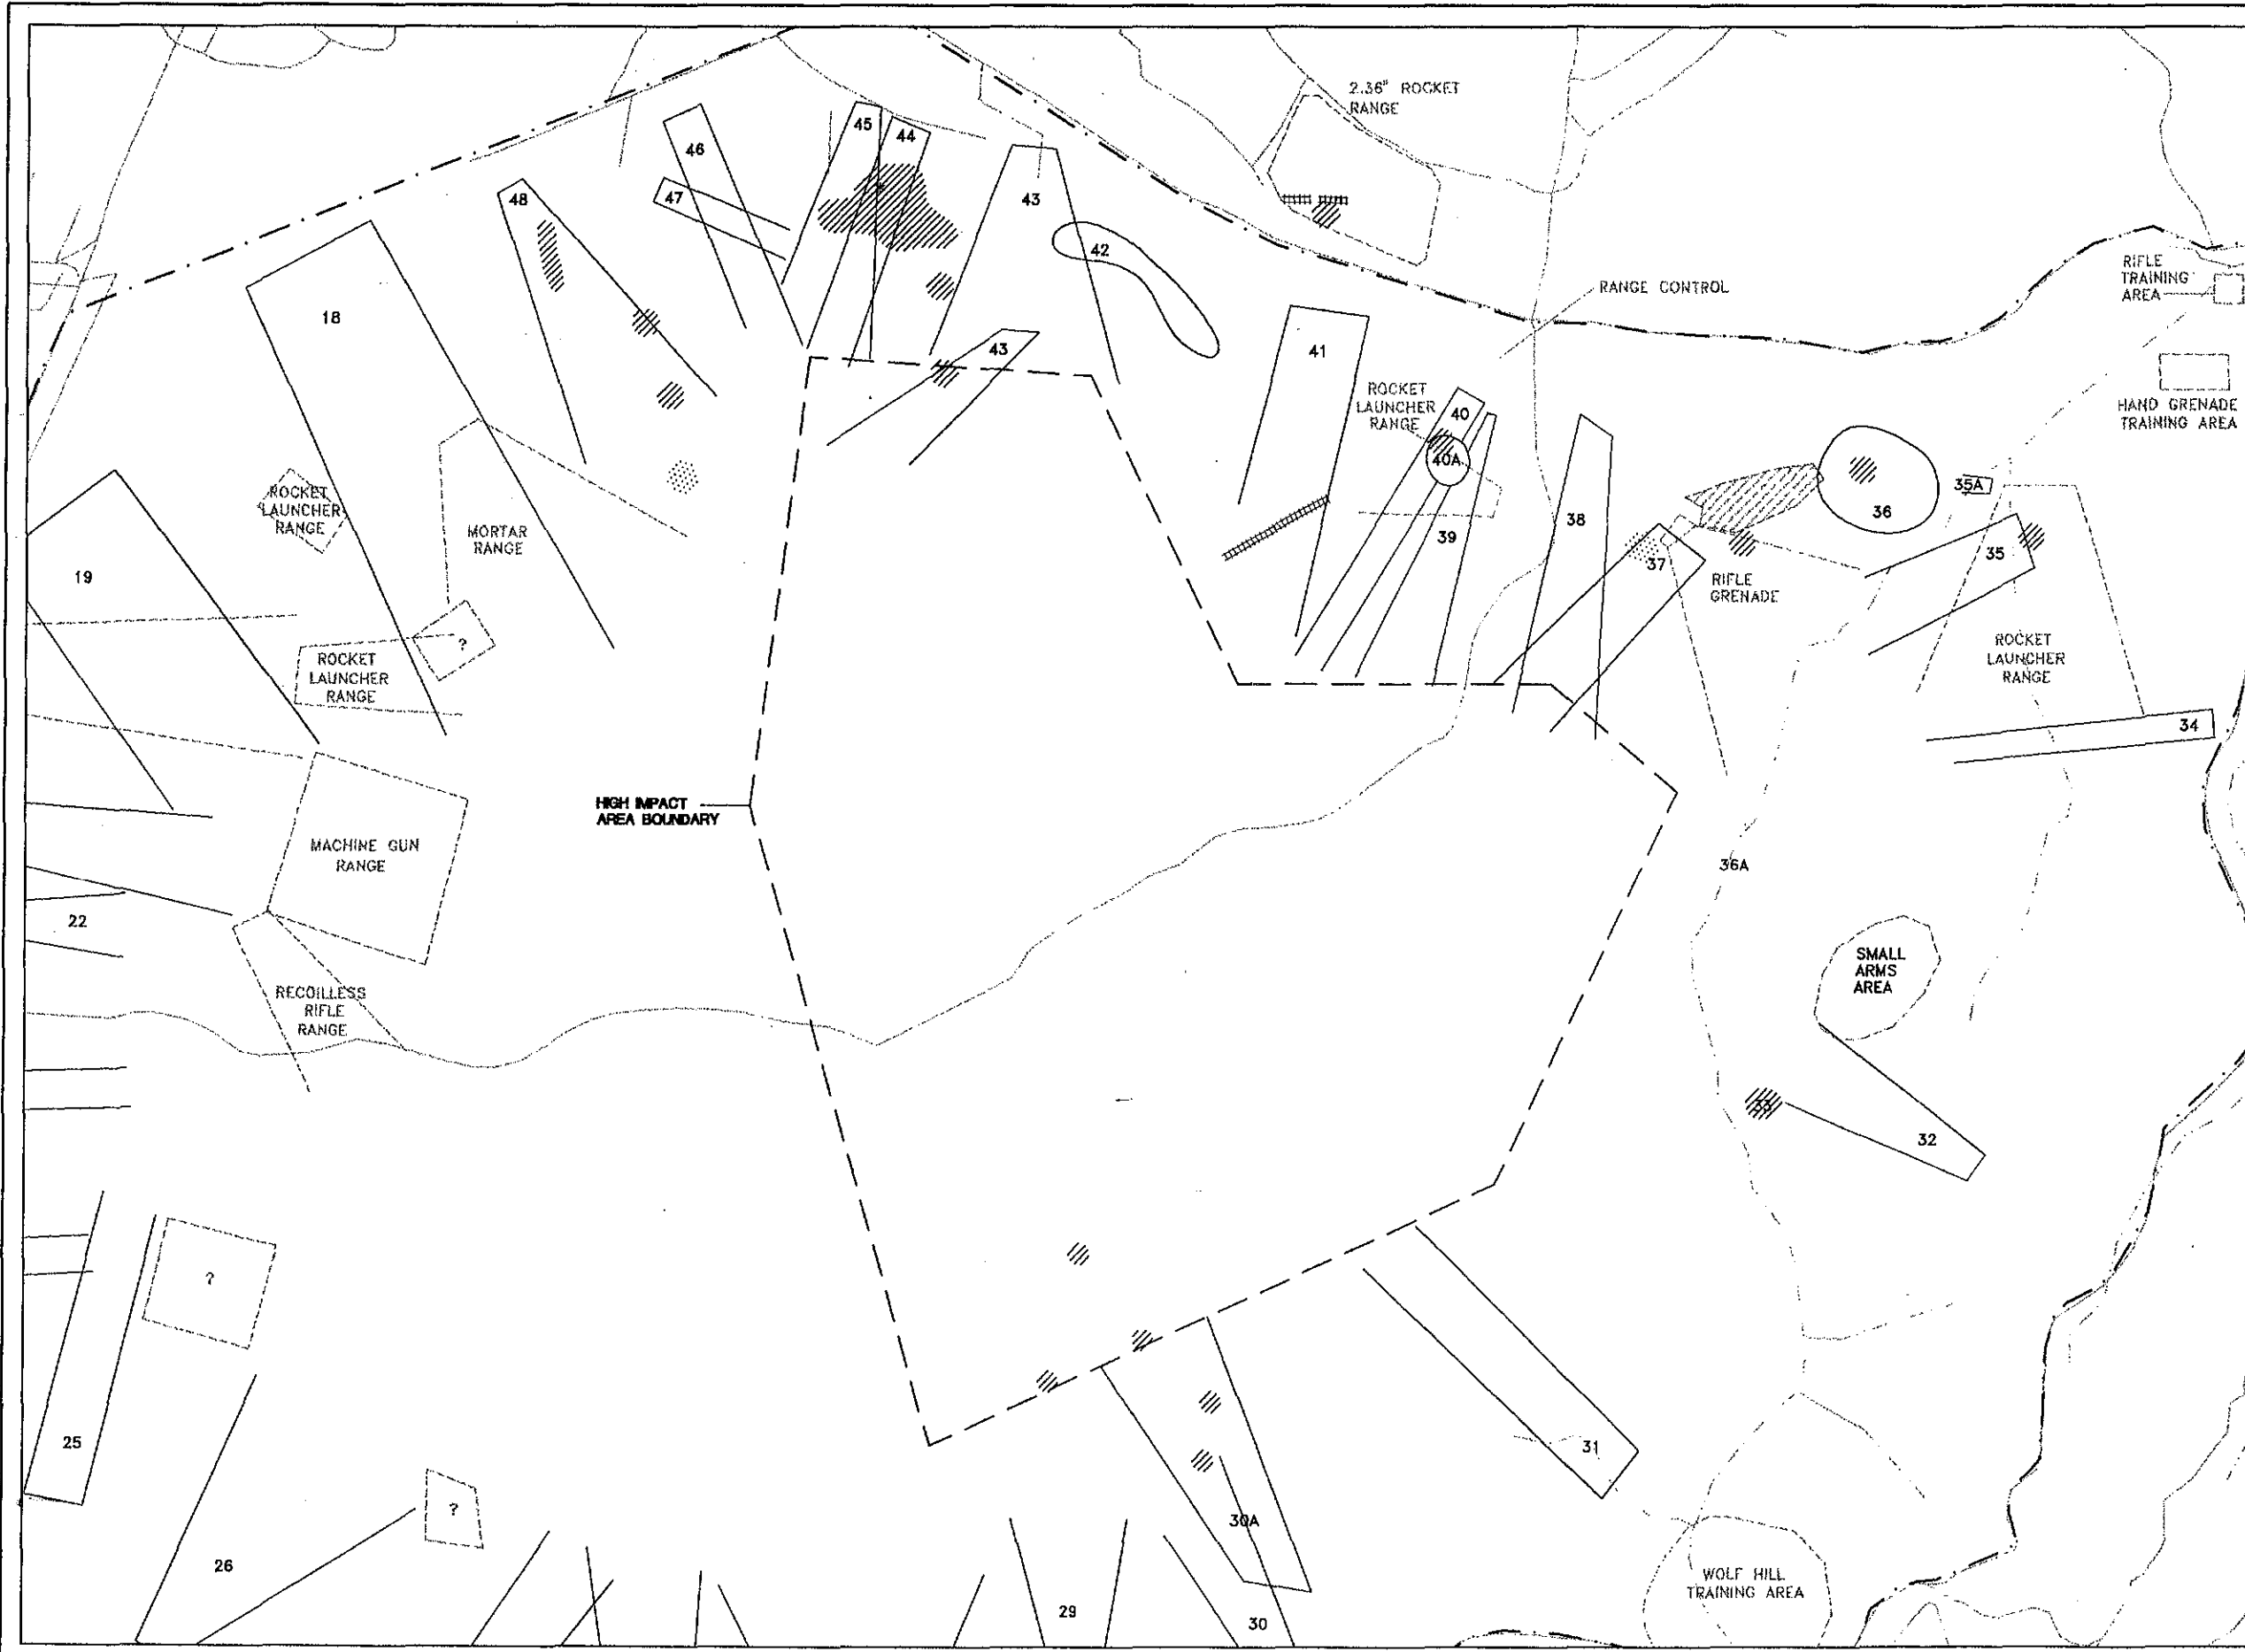 2.36" ROCKET
RANGE
45
44
46
47
48
43
42
RANGE CONTROL
RIFLE
TRAINING
AREA
18
43
41
ROCKET
LAUNCHER
RANGE
40
HAND GRENADE
TRAINING AREA
40A
35A
36
ROCKET
LAUNCHER
RANGE
MORTAR
RANGE
39
38
37
35
19
RIFLE
GRENADE
?
ROCKET
LAUNCHER
RANGE
ROCKET
LAUNCHER
RANGE
34
HIGH IMPACT
AREA BOUNDARY
MACHINE GUN
RANGE
36A
22
SMALL
ARMS
AREA
RECOILLESS
RIFLE
RANGE
33
32
?
25
31
?
30A
26
WOLF HILL
TRAINING AREA
29
30